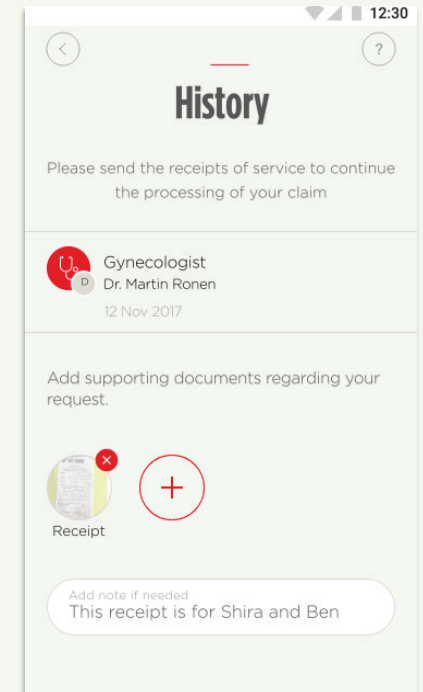 12:30
?
History
Please send the receipts of service to continue
the processing of your claim
Gynecologist
D
Dr. Martin Ronen
12 Nov 2017
Add supporting documents regarding your
request.
Receipt
Add note if needed
This receipt is for Shira and Ben